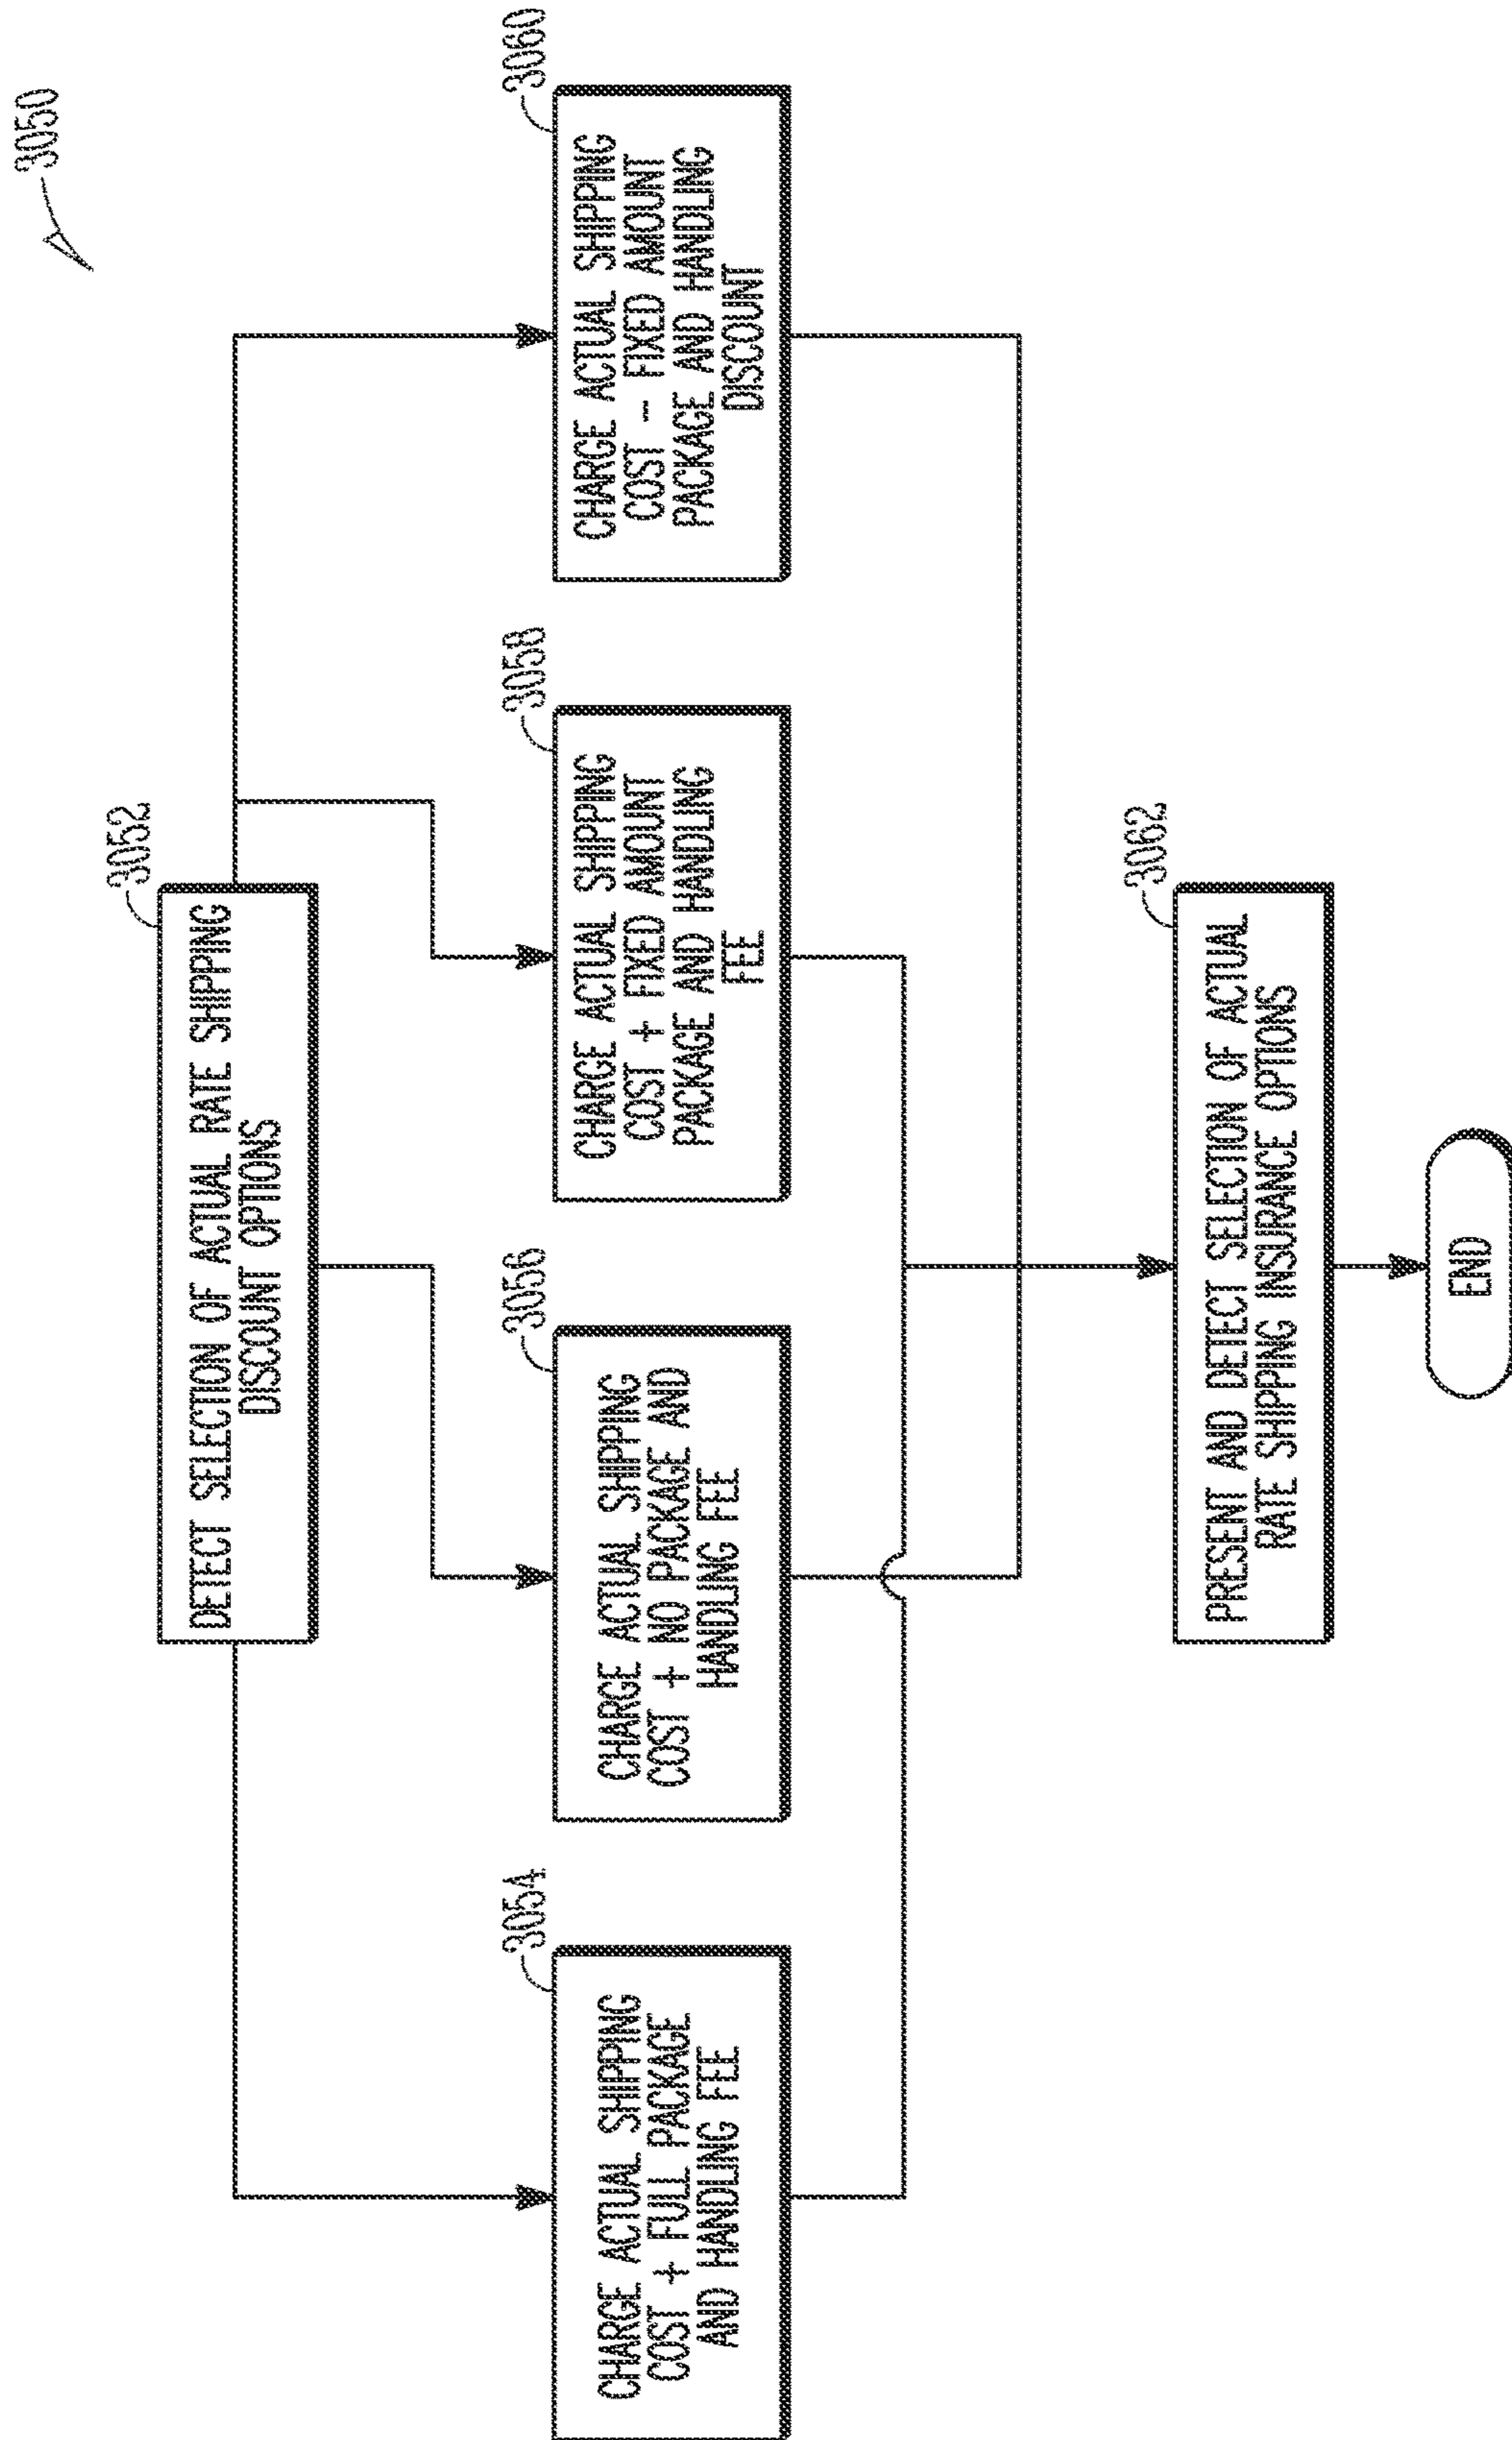 3050
3052
DETECT SELECTION OF ACTUAL RATE SHIPPING
DISCOUNT OPTIONS
3054
CHARGE ACTUAL SHIPPING
COST + FULL PACKAGE
AND HANDLING FEE
3056
CHARGE ACTUAL SHIPPING
COST + NO PACKAGE AND
HANDLING FEE
3058
CHARGE ACTUAL SHIPPING
COST + FIXED AMOUNT
PACKAGE AND HANDLING
FEE
3060
CHARGE ACTUAL SHIPPING
COST - FIXED AMOUNT
PACKAGE AND HANDLING
DISCOUNT
3062
PRESENT AND DETECT SELECTION OF ACTUAL
RATE SHIPPING INSURANCE OPTIONS
END